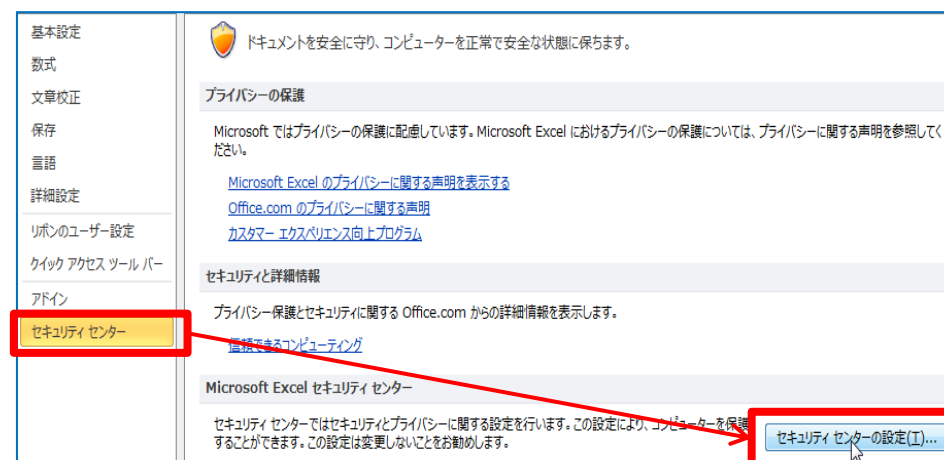 基本設定
数式
文章校正
保存
言語
詳細設定
リボンのユーザー設定
クイック アクセス ツール バー
アドイン
セキュリティ センター
ドキュメントを安全に守り、コンピューターを正常で安全な状態に保ちます。
プライバシーの保護
Microsoft ではプライバシーの保護に配慮しています。Microsoft Excel におけるプライバシーの保護については、プライバシーに関する声明を参照してく
ださい。
Microsoft Excel のプライバシーに関する声明を表示する
Office.com のプライバシーに関する声明
カスタマー エクスペリエンス向上プログラム
セキュリティと詳細情報
プライバシー保護とセキュリティに関する Office.com からの詳細情報を表示します。
信頼できるコンピューティング
Microsoft Excel セキュリティ センター
セキュリティ センターではセキュリティとプライバシーに関する設定を行います。この設定により、コンピューターを保護
することができます。この設定は変更しないことをお勧めします。
セキュリティ センターの設定(T)...